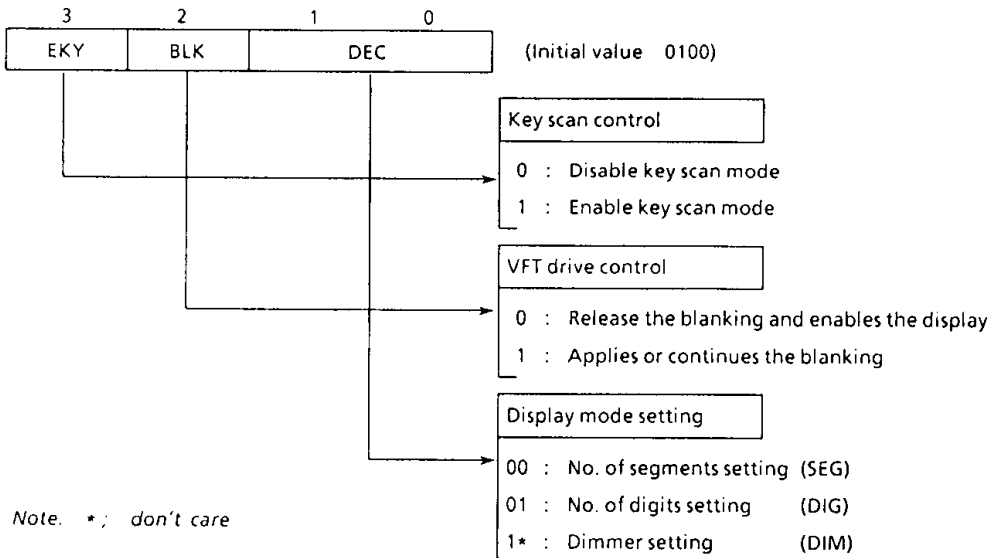 3 2 1 0
EKY BLK DEC (Initial value 0100)
Key scan control
0 : Disable key scan mode
1 : Enable key scan mode
VFT drive control
0 : Release the blanking and enables the display
1 : Applies or continues the blanking
Display mode setting
00 : No. of segments setting (SEG)
01 : No. of digits setting (DIG)
Note. *; don't care
1* : Dimmer setting (DIM)